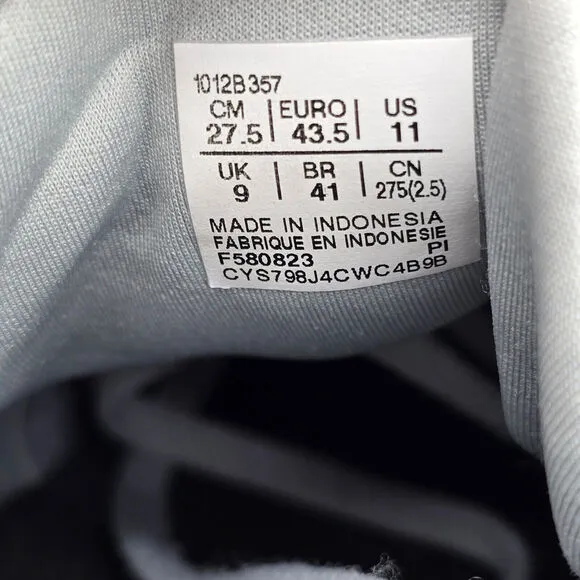 1012B357
CM | EURO | US
27.5 | 43.5 | 11
UK | BR | CN
9 | 41 | 275(2.5)
MADE IN INDONESIA
FABRIQUE EN INDONESIE
F580823 PI
CYS798J4CWC4B9B